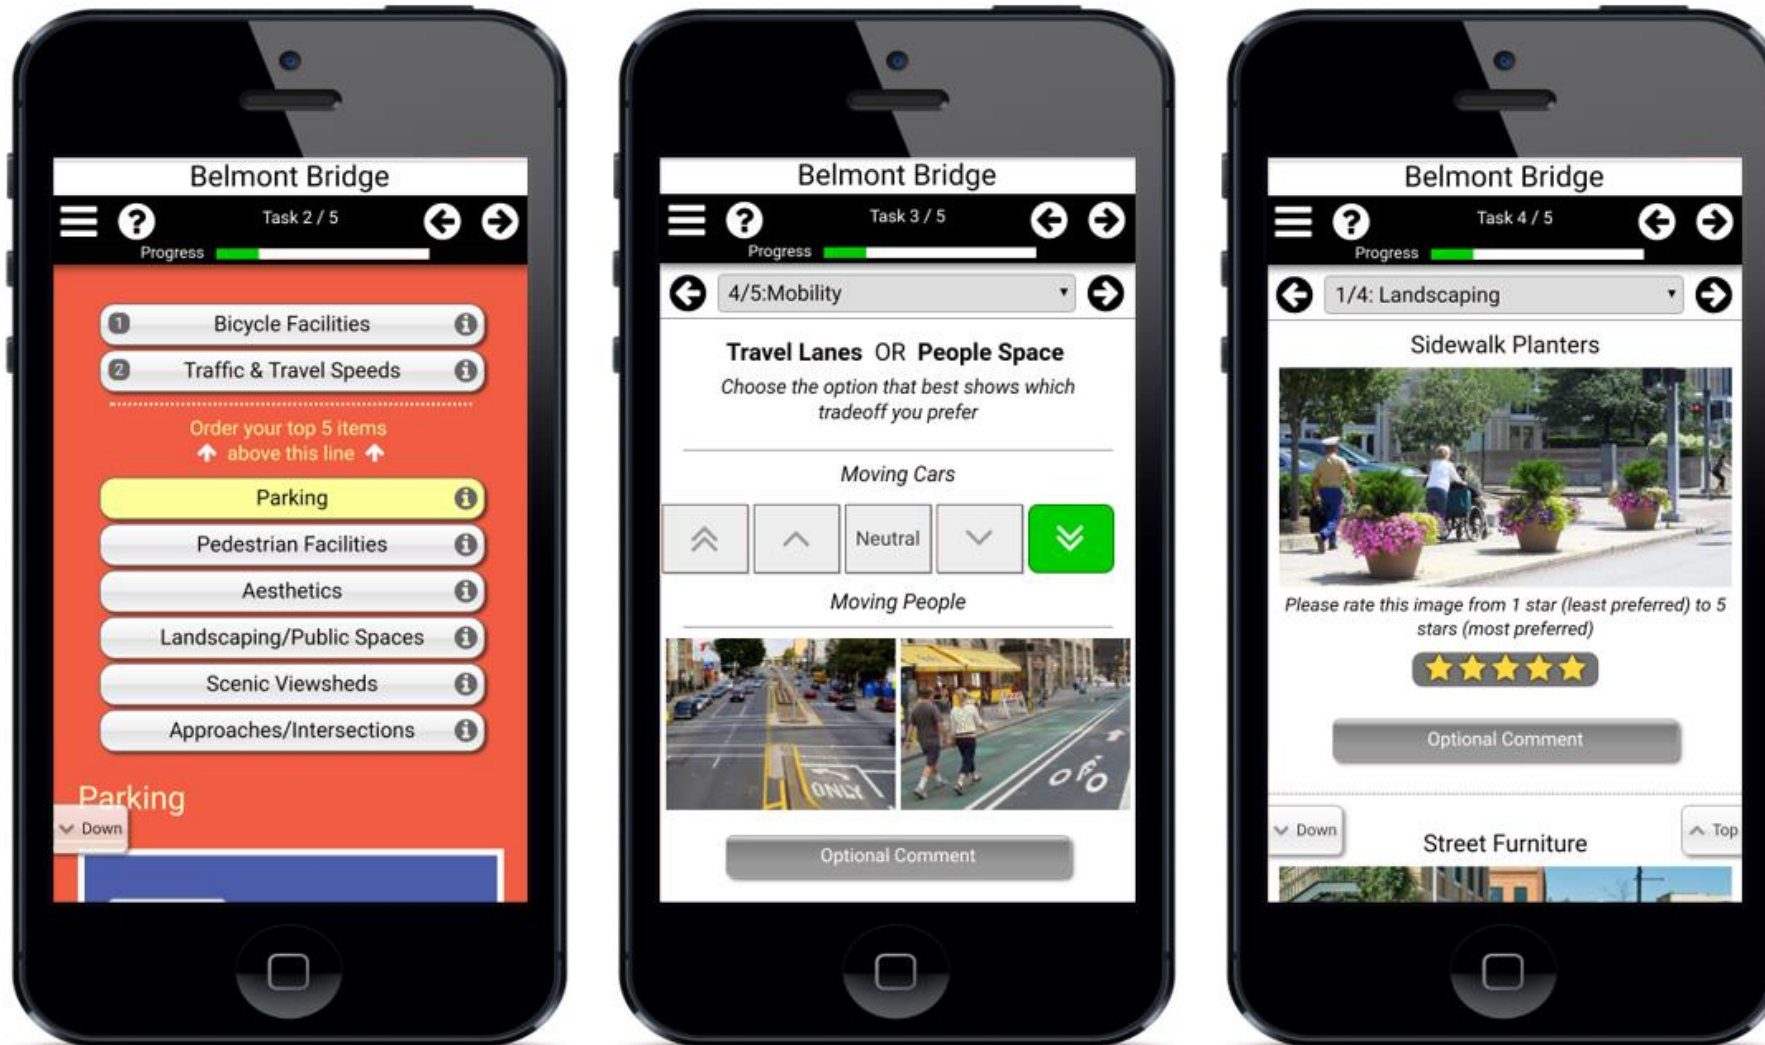 Belmont Bridge
?
Task 2 / 5
Progress
1 Bicycle Facilities i
2 Traffic & Travel Speeds i
Order your top 5 items
above this line
Parking i
Pedestrian Facilities i
Aesthetics i
Landscaping/Public Spaces i
Scenic Viewsheds i
Approaches/Intersections i
Parking
Down
Belmont Bridge
?
Task 3 / 5
Progress
4/5:Mobility
Travel Lanes OR People Space
Choose the option that best shows which
tradeoff you prefer
Moving Cars
Neutral
Moving People
ONLY
Optional Comment
Belmont Bridge
?
Task 4 / 5
Progress
1/4: Landscaping
Sidewalk Planters
Please rate this image from 1 star (least preferred) to 5
stars (most preferred)
Optional Comment
Down
Top
Street Furniture